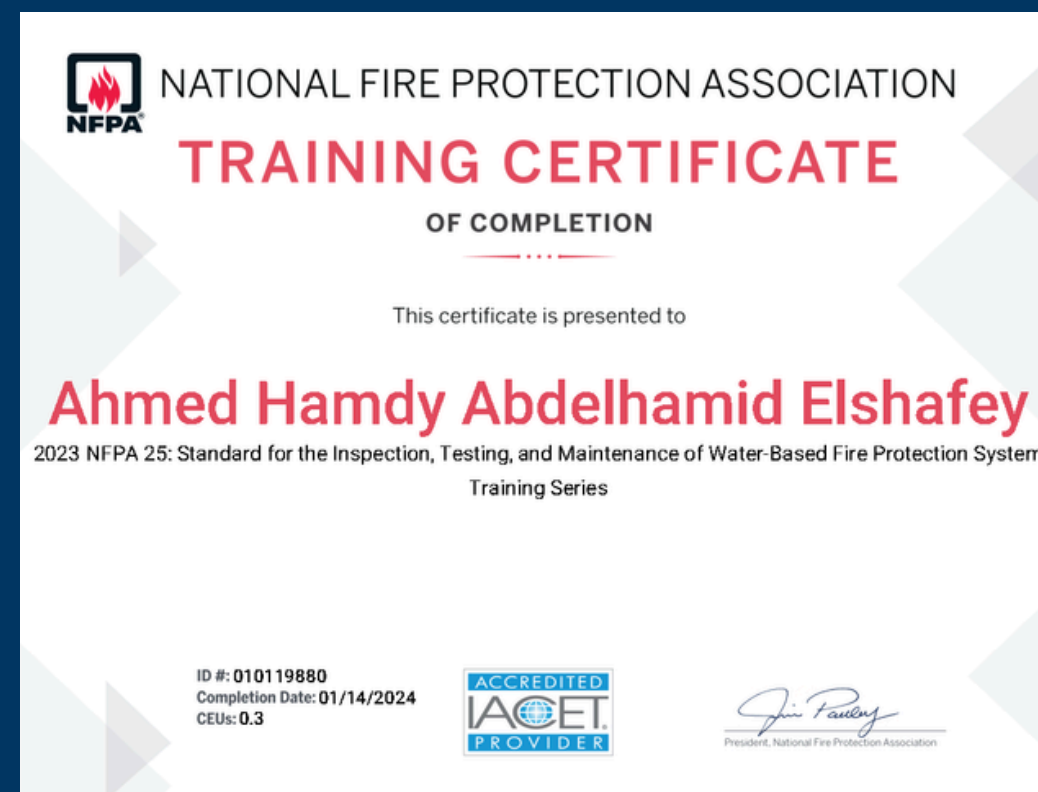 NFPA
NATIONAL FIRE PROTECTION ASSOCIATION
TRAINING CERTIFICATE
OF COMPLETION
This certificate is presented to
Ahmed Hamdy Abdelhamid Elshafey
2023 NFPA 25: Standard for the Inspection, Testing, and Maintenance of Water-Based Fire Protection System
Training Series
ID #: 010119880
Completion Date: 01/14/2024
CEUs: 0.3
ACCREDITED
IACET
PROVIDER
Jim Pauley
President, National Fire Protection Association